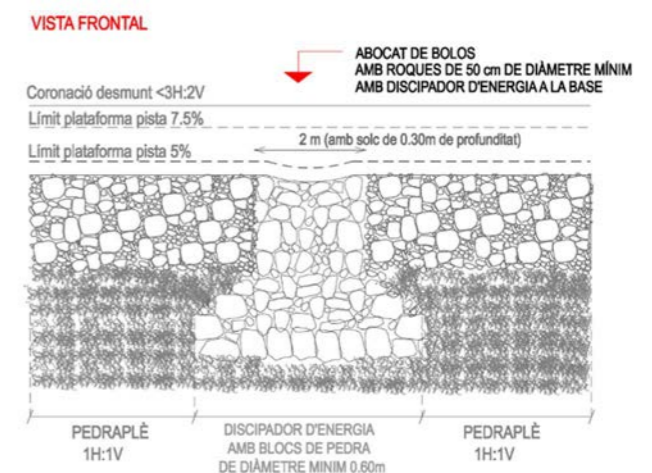 VISTA FRONTAL
ABOCAT DE BOLOS
AMB ROQUES DE 50 cm DE DIÀMETRE MÍNIM
AMB DISCIPADOR D'ENERGIA A LA BASE
Coronació desmunt <3H:2V
Límit plataforma pista 7.5%
2 m (amb solc de 0.30m de profunditat)
Límit plataforma pista 5%
PEDRAPLÈ
1H:1V
DISCIPADOR D'ENERGIA
AMB BLOCS DE PEDRA
DE DIÀMETRE MINIM 0.60m
PEDRAPLÈ
1H:1V